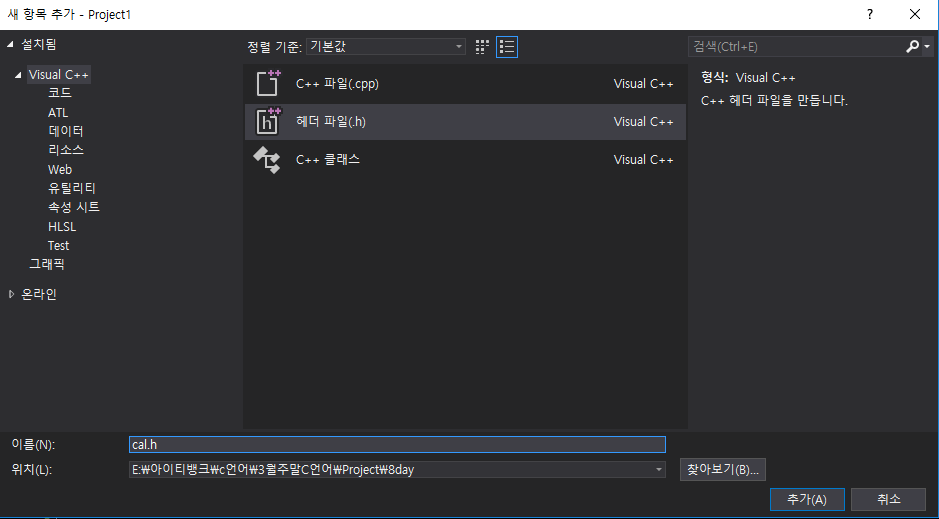 새 항목 추가 - Project1
? 
설치됨
정렬 기준: 기본값
검색(Ctrl+E)
Visual C++
코드
ATL
데이터
리소스
Web
유틸리티
속성 시트
HLSL
Test
그래픽
온라인
C++ 파일(.cpp) Visual C++
헤더 파일(.h) Visual C++
C++ 클래스 Visual C++
형식: Visual C++
C++ 헤더 파일을 만듭니다.
이름(N): cal.h
위치(L): E:₩아이티뱅크₩c언어₩3월주말C언어₩Project₩8day
찾아보기(B)...
추가(A) 취소